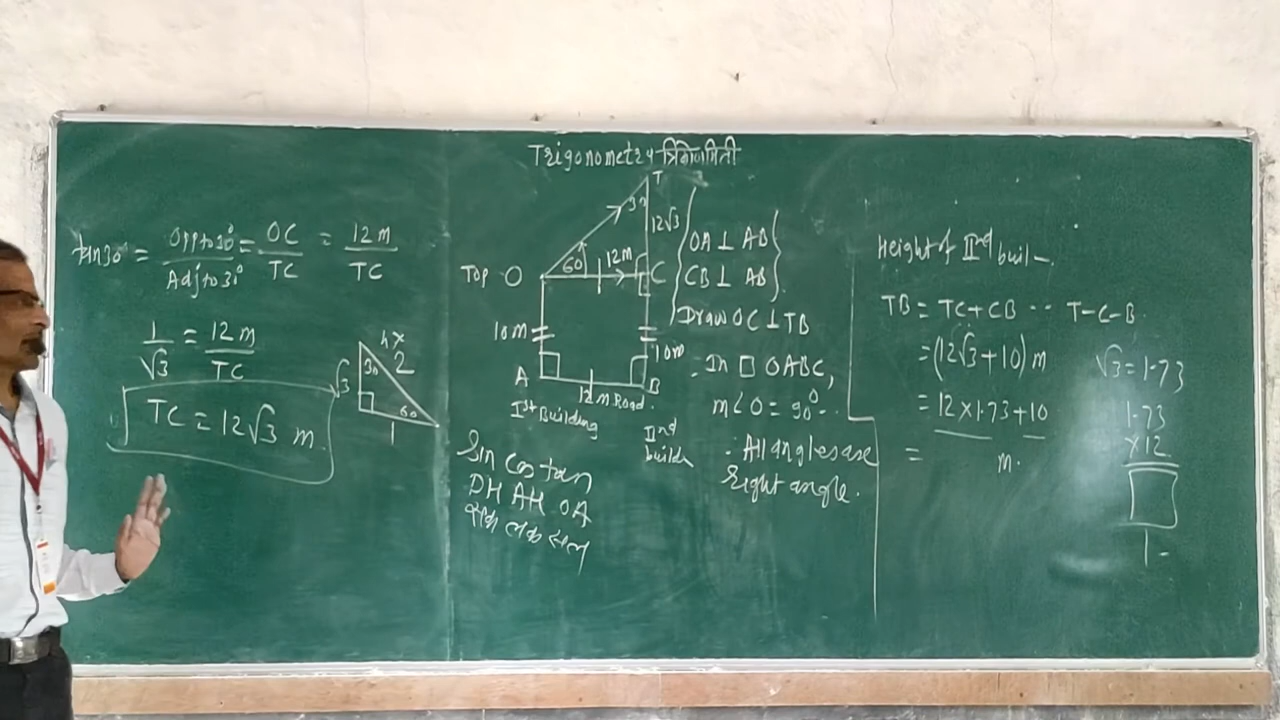 Trigonometry त्रिकोणमिती
tan30° = Opp to 30° / Adj to 30° = OC / TC = 12 m / TC
1 / √3 = 12 m / TC
TC = 12√3 m.
30
2
√3
60
1
T
30
12√3
Top O
60
12M
C
10M
10M
A
B
12 M Road.
Ist Building
IInd
Sin Cos tan
OH AH OA
OA ⊥ AB
CB ⊥ AB
Draw OC ⊥ TB
∴ In □ OABC,
m∠O = 90°..
∴ All angles are
right angle.
Height of IInd buil-.
TB = TC + CB .. T-C-B.
= (12√3 + 10) m
= 12 x 1.73 + 10
= m.
√3 = 1.73
1.73
x 12
1 -